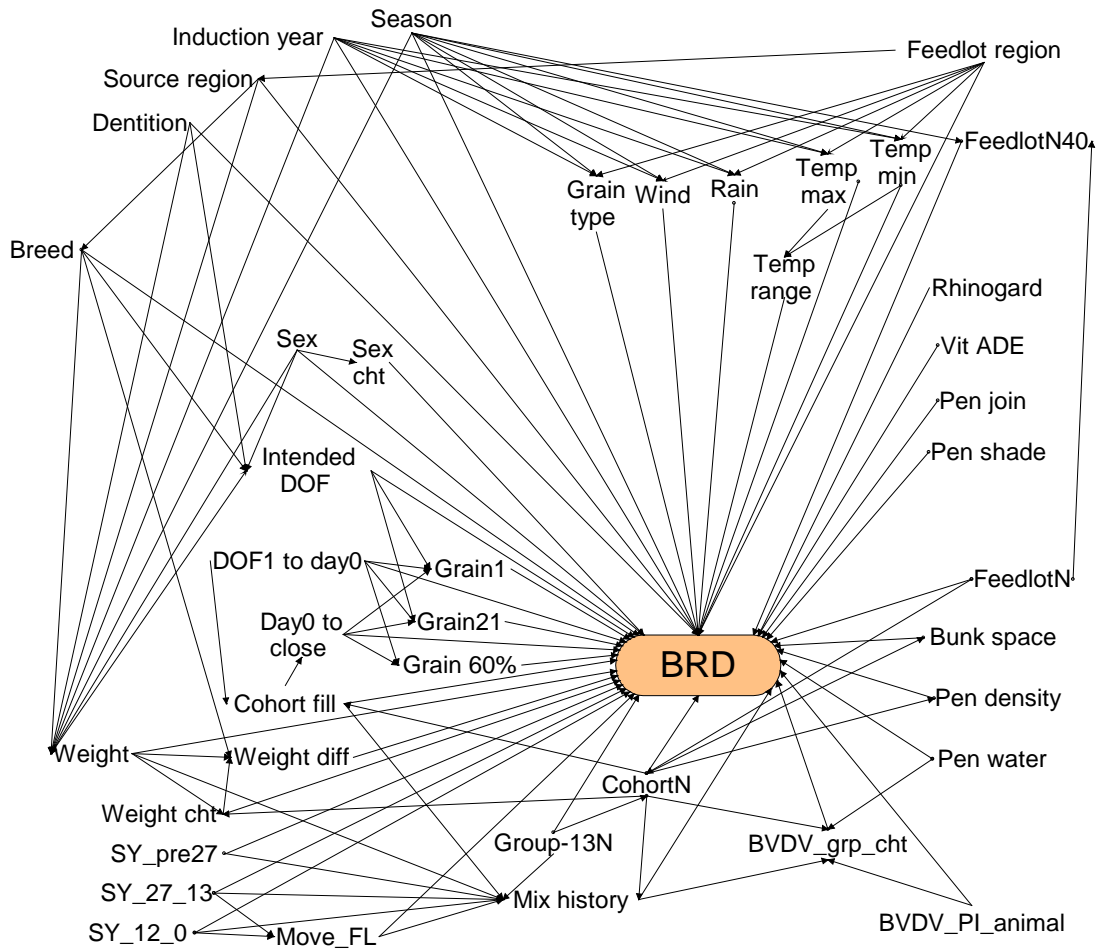 Season
Induction year
Feedlot region
Source region
Dentition
FeedlotN40
Temp
min
Temp
max
Grain
type
Wind
Rain
Breed
Temp
range
Rhinogard
Sex
Sex
cht
Vit ADE
Pen join
Pen shade
Intended
DOF
DOF1 to day0
Grain1
FeedlotN
Day0 to
close
Grain21
Bunk space
Grain 60%
BRD
Cohort fill
Pen density
Weight
Weight diff
Pen water
CohortN
Weight cht
Group-13N
BVDV_grp_cht
SY_pre27
SY_27_13
Mix history
SY_12_0
Move_FL
BVDV_PI_animal